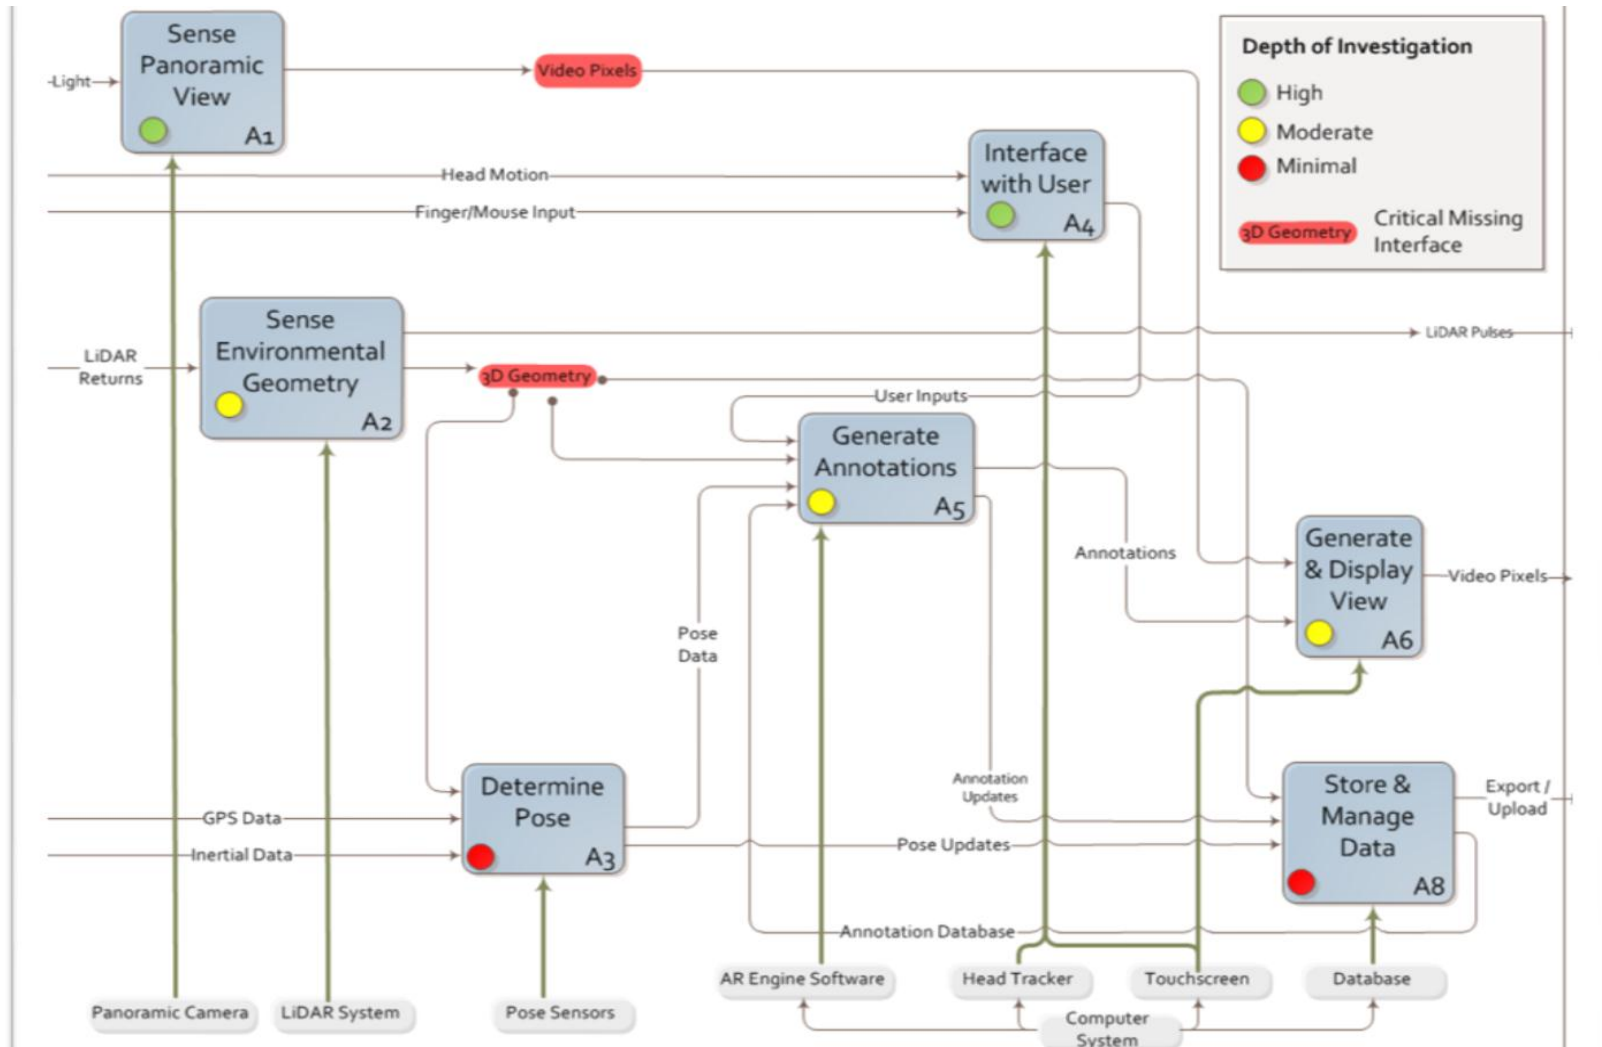 Sense
Panoramic
View
A1
Light
Video Pixels
Depth of Investigation
High
Moderate
Minimal
3D Geometry
Critical Missing
Interface
Head Motion
Finger/Mouse Input
Interface
with User
A4
Sense
Environmental
Geometry
A2
LiDAR
Returns
LiDAR Pulses
3D Geometry
User Inputs
Generate
Annotations
A5
Annotations
Generate
& Display
View
A6
Video Pixels
Pose
Data
Determine
Pose
A3
GPS Data
Inertial Data
Annotation
Updates
Pose Updates
Store &
Manage
Data
A8
Export /
Upload
Annotation Database
AR Engine Software
Head Tracker
Touchscreen
Database
Panoramic Camera
LiDAR System
Pose Sensors
Computer
System